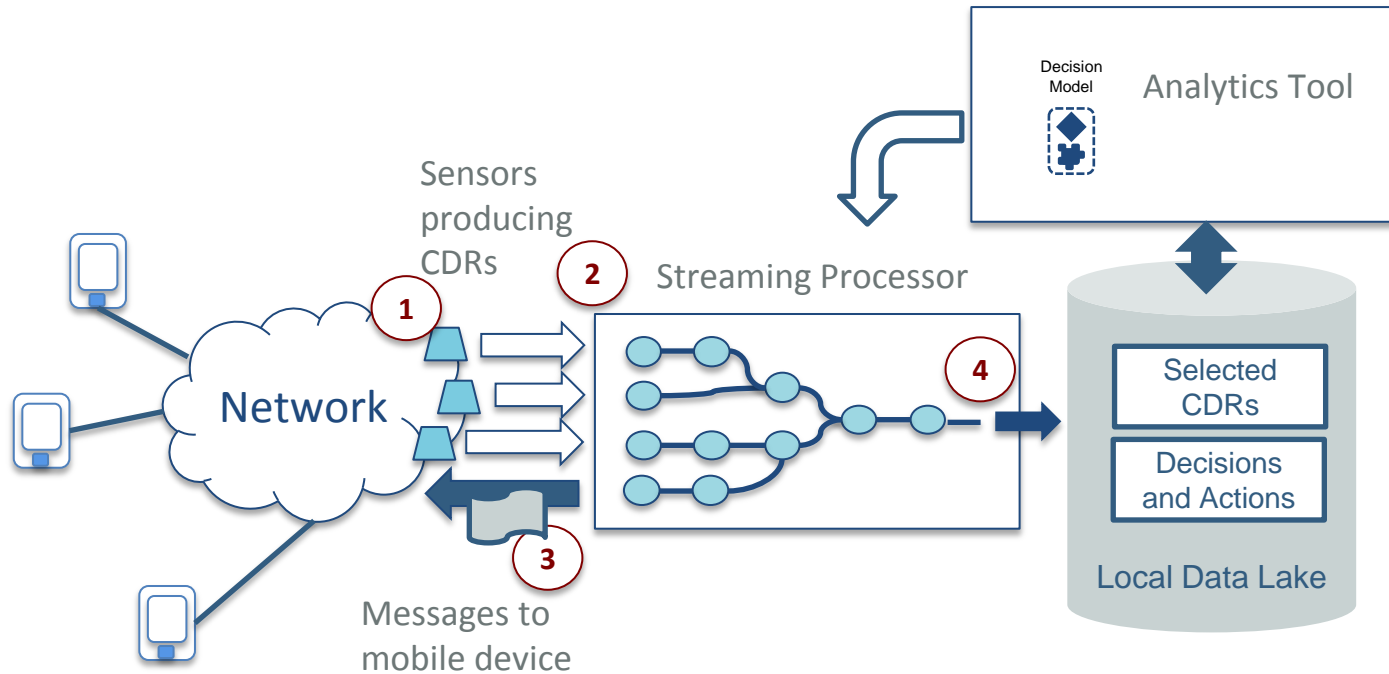 Decision
Model
Analytics Tool
Sensors
producing
CDRs
1
2
Streaming Processor
Network
4
Selected
CDRs
Decisions
and Actions
3
Local Data Lake
Messages to
mobile device